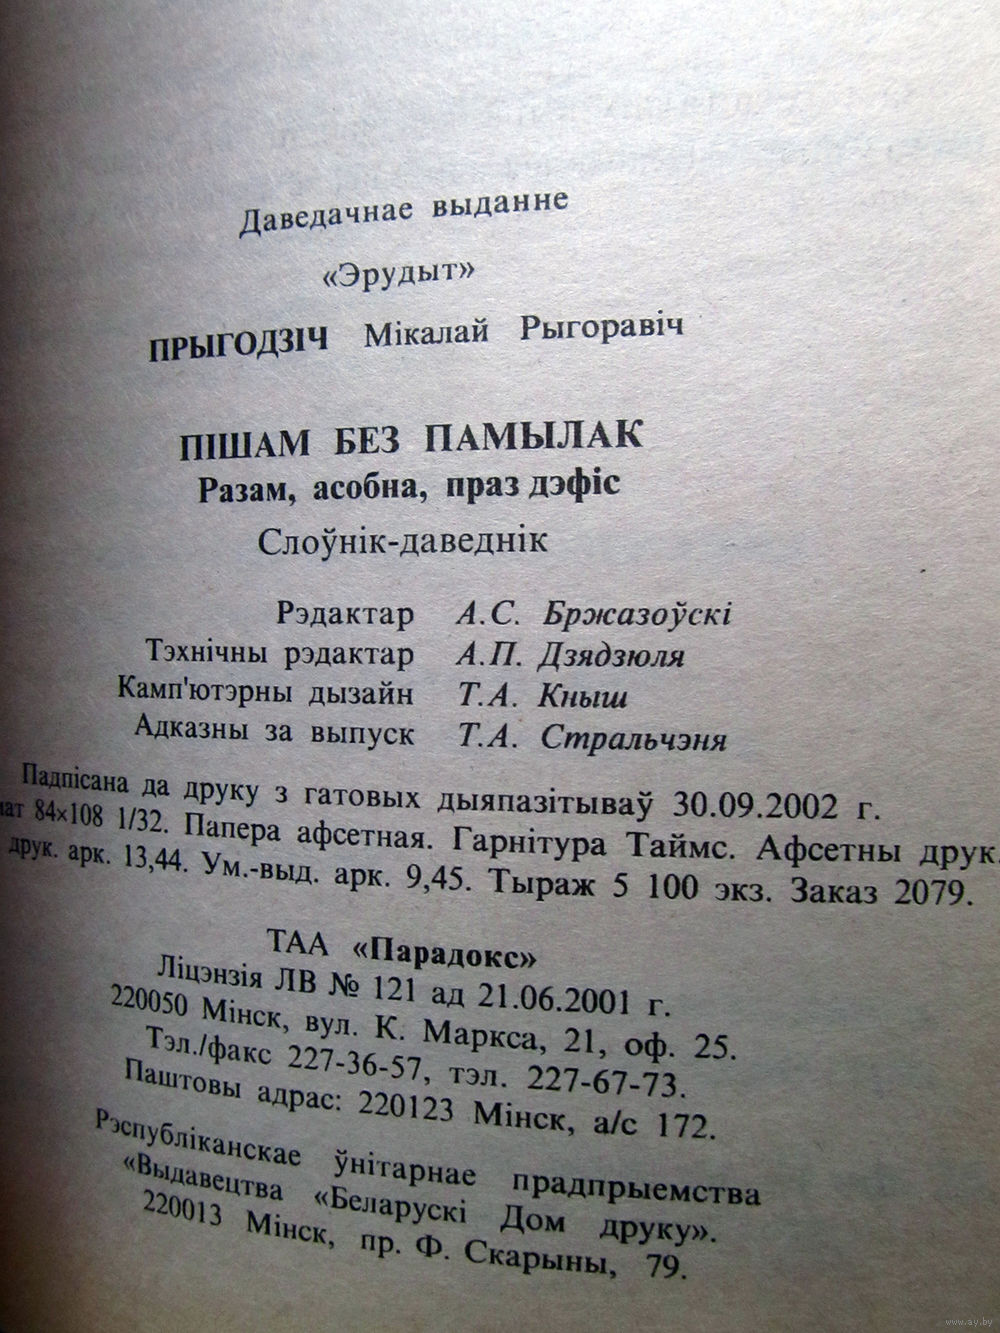 Даведачнае выданне
«Эрудыт»
ПРЫГОДЗІЧ Мікалай Рыгоравіч
ПІШАМ БЕЗ ПАМЫЛАК
Разам, асобна, праз дэфіс
Слоўнік-даведнік
Рэдактар А.С. Бржазоўскі
Тэхнічны рэдактар А.П. Дзядзюля
Камп'ютэрны дызайн Т.А. Кныш
Адказны за выпуск Т.А. Стральчэня
Падпісана да друку з гатовых дыяпазітываў 30.09.2002 г.
84×108 1/32. Папера афсетная. Гарнітура Таймс. Афсетны друк.
друк. арк. 13,44. Ум.-выд. арк. 9,45. Тыраж 5 100 экз. Заказ 2079.
ТАА «Парадокс»
Ліцэнзія ЛВ № 121 ад 21.06.2001 г.
220050 Мінск, вул. К. Маркса, 21, оф. 25.
Тэл./факс 227-36-57, тэл. 227-67-73.
Паштовы адрас: 220123 Мінск, а/с 172.
Рэспубліканскае ўнітарнае прадпрыемства
«Выдавецтва «Беларускі Дом друку».
220013 Мінск, пр. Ф. Скарыны, 79.
www.ay.by